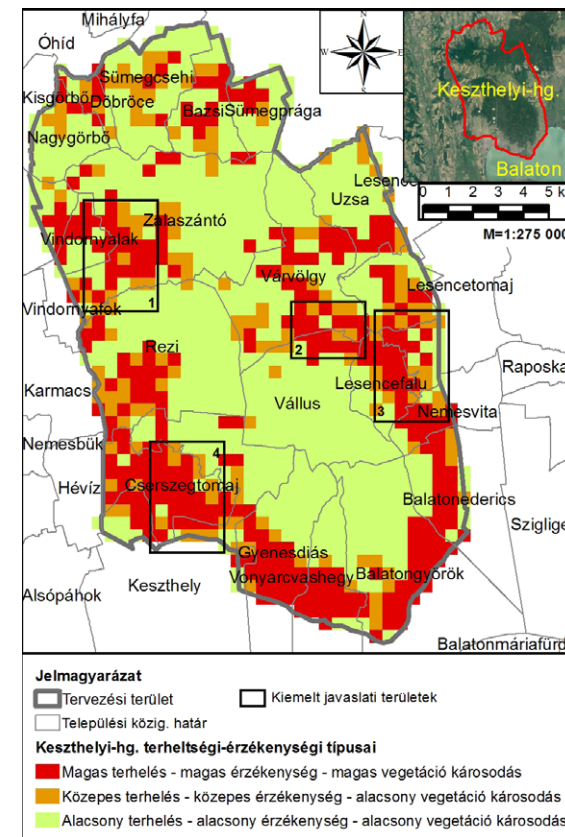 Mihályfa
Óhíd
Sümegcsehi
Kisgörbő
Döbröce
Bazsi
Sümegprága
Nagygörbő
Keszthelyi-hg.
Balaton
N
W
E
S
0 1 2 3 4 5 k
M=1:275 000
Lesence
Uzsa
Zalaszántó
Vindornyalak
1
Várvölgy
Lesencetomaj
Vindornyafok
2
Rezi
Raposka
Karmacs
Lesencefalu
Vállus
3
Nemesvita
Nemesbük
4
Hévíz
Cserszegtomaj
Balatonederics
Sziglige
Gyenesdiás
Keszthely
Vonyarcvashegy
Balatongyörök
Alsópáhok
Balatonmáriafürd
Jelmagyarázat
Tervezési terület
Kiemelt javaslati területek
Települési közig. határ
Keszthelyi-hg. terheltségi-érzékenységi típusai
Magas terhelés - magas érzékenység - magas vegetáció károsodás
Közepes terhelés - közepes érzékenység - alacsony vegetáció károsodás
Alacsony terhelés - alacsony érzékenység - alacsony vegetáció károsodás